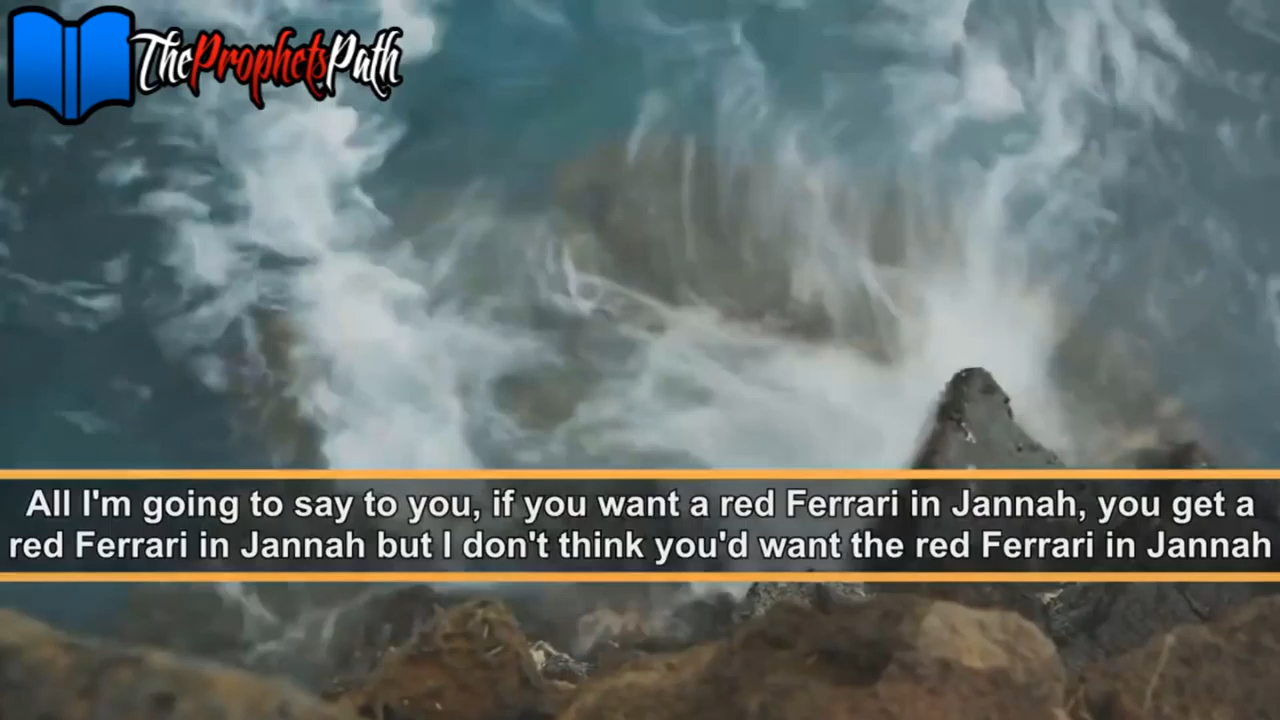 TheProphetsPath
All I'm going to say to you, if you want a red Ferrari in Jannah, you get a
red Ferrari in Jannah but I don't think you'd want the red Ferrari in Jannah